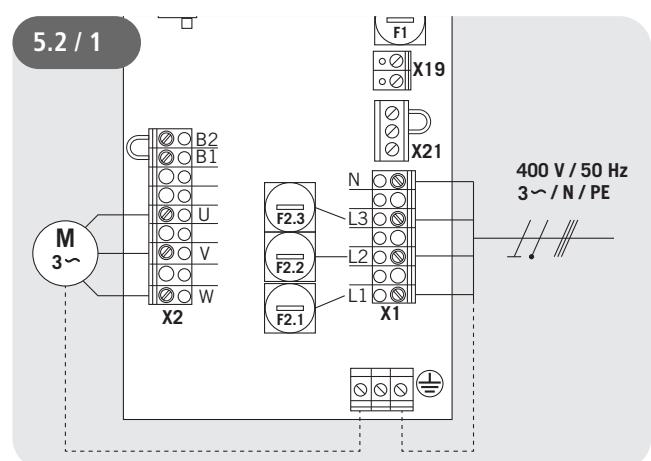 5.2 / 1
F1
X19
X21
B2
B1
U
V
W
X2
M
3~
F2.3
F2.2
F2.1
N
L3
L2
L1
X1
400 V / 50 Hz
3~ / N / PE